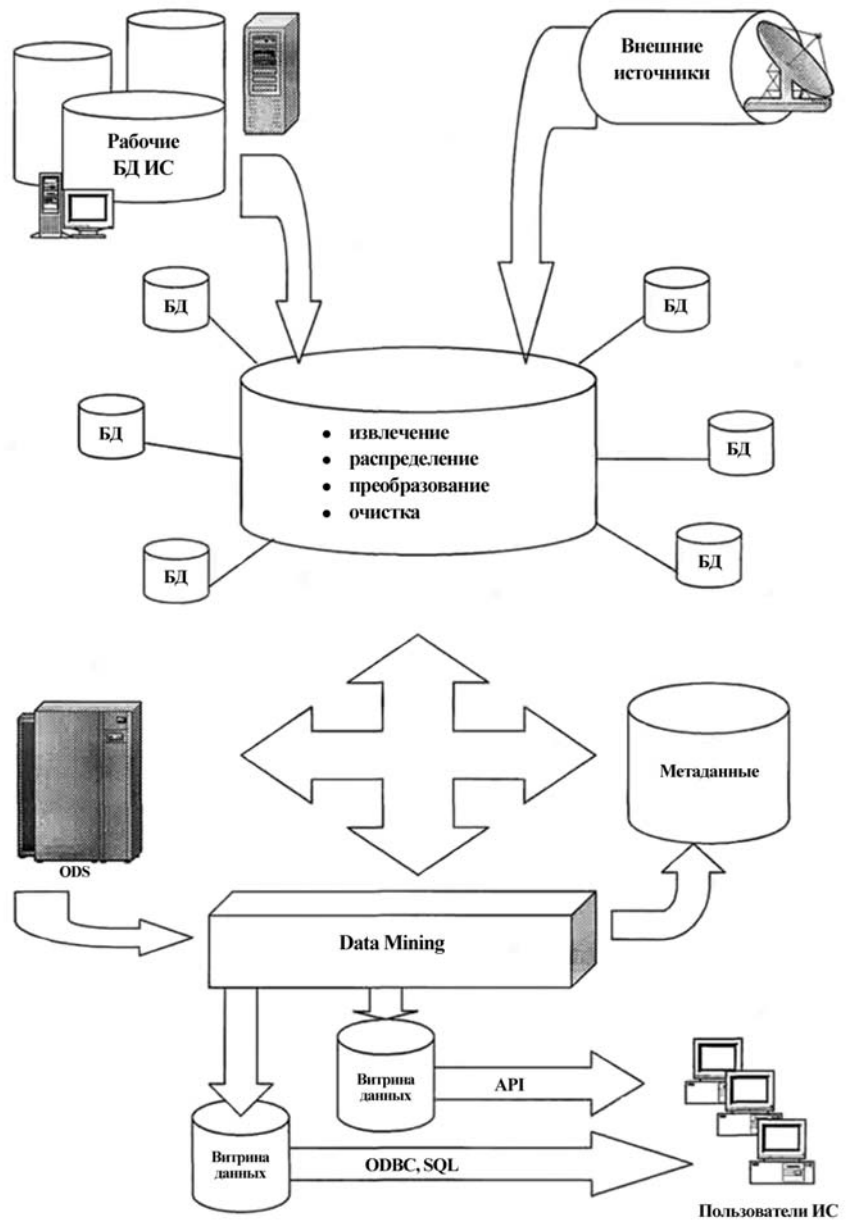 Внешние
источники
Рабочие
БД ИС
БД
БД
• извлечение
• распределение
• преобразование
• очистка
БД
БД
БД
БД
Метаданные
ODS
Data Mining
Витрина
данных
API
Витрина
данных
ODBC, SQL
Пользователи ИС